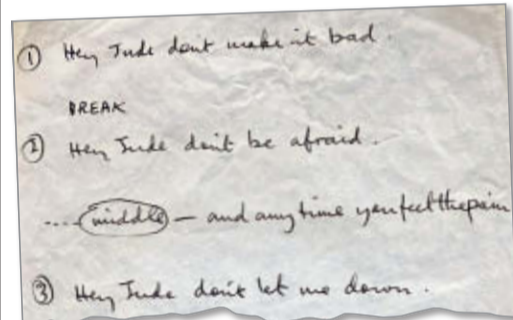 ① Hey Jude dont make it bad.
BREAK
② Hey Jude don't be afraid.
.... middle — and any time you feel the pain
③ Hey Jude don't let me down.